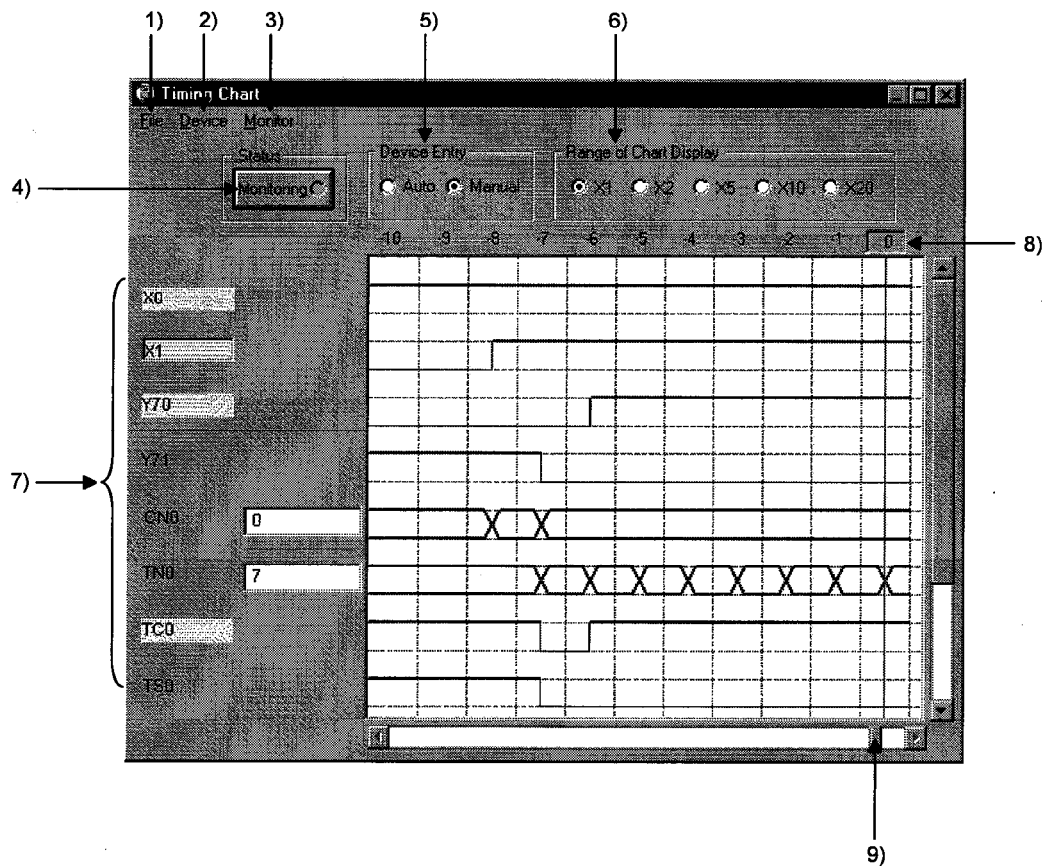 1) 2) 3) 5) 6)
Timing Chart
File Device Monitor
Status Device Entry Range of Chart Display
4) Monitoring Auto Manual X1 X2 X5 X10 X20
-10 -9 -8 -7 -6 -5 -4 -3 -2 -1 0 8)
X0
X1
Y70
Y71
7)
CN0 0
TN0 7
TC0
TS0
9)